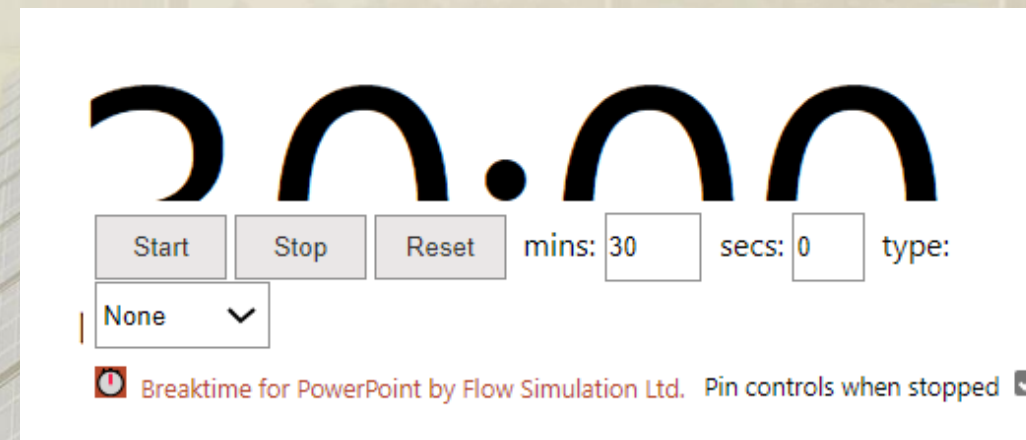 30:00
Start Stop Reset mins: 30 secs: 0 type:
None
Breaktime for PowerPoint by Flow Simulation Ltd. Pin controls when stopped